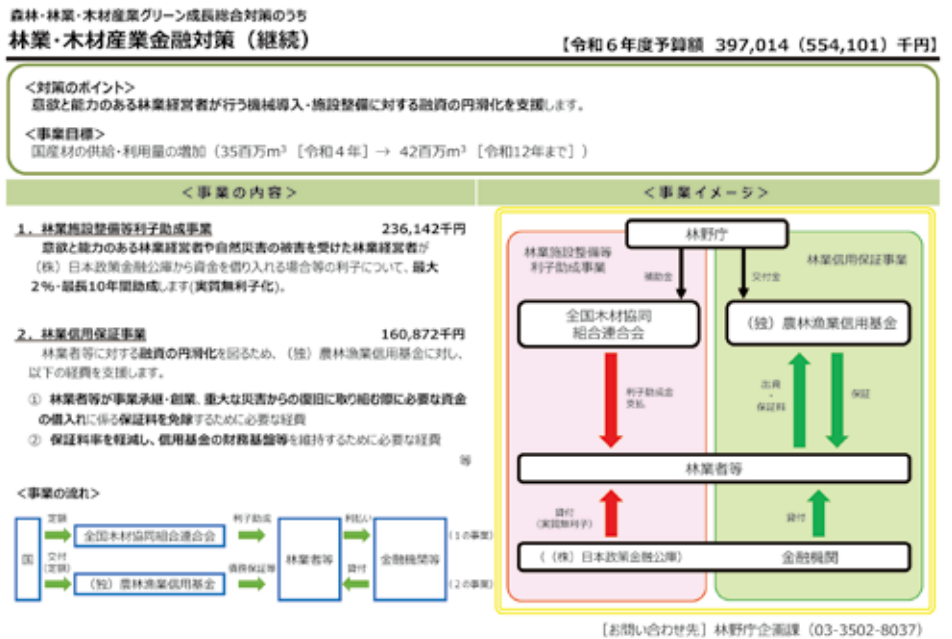 森林・林業・木材産業グリーン成長総合対策のうち
林業・木材産業金融対策（継続）
【令和６年度予算額 397,014（554,101）千円】
＜対策のポイント＞
意欲と能力のある林業経営者が行う機械導入・施設整備に対する融資の円滑化を支援します。
＜事業目標＞
国産材の供給・利用量の増加（35百万m³［令和４年］→ 42百万m³［令和12年まで］）
＜事業の内容＞
１．林業施設整備等利子助成事業 236,142千円
意欲と能力のある林業経営者や自然災害の被害を受けた林業経営者が
（株）日本政策金融公庫から資金を借り入れる場合等の利子について、最大
２%・最長10年間助成します(実質無利子化)。
２．林業信用保証事業 160,872千円
林業者等に対する融資の円滑化を図るため、（独）農林漁業信用基金に対し、
以下の経費を支援します。
① 林業者等が事業承継・創業、重大な災害からの復旧に取り組む際に必要な資金
の借入れに係る保証料を免除するために必要な経費
② 保証料率を軽減し、信用基金の財務基盤等を維持するために必要な経費
等
＜事業の流れ＞
国
定額
全国木材協同組合連合会
利子助成
交付
（定額）
（独）農林漁業信用基金
債務保証等
林業者等
利払い
貸付
金融機関等
（１の事業）
（２の事業）
＜事業イメージ＞
林野庁
林業施設整備等
利子助成事業
林業信用保証事業
補助金
交付金
全国木材協同
組合連合会
（独）農林漁業信用基金
利子助成金
支払
出資
・
保証料
保証
林業者等
貸付
（実質無利子）
貸付
（（株）日本政策金融公庫）
金融機関
［お問い合わせ先］林野庁企画課（03-3502-8037）